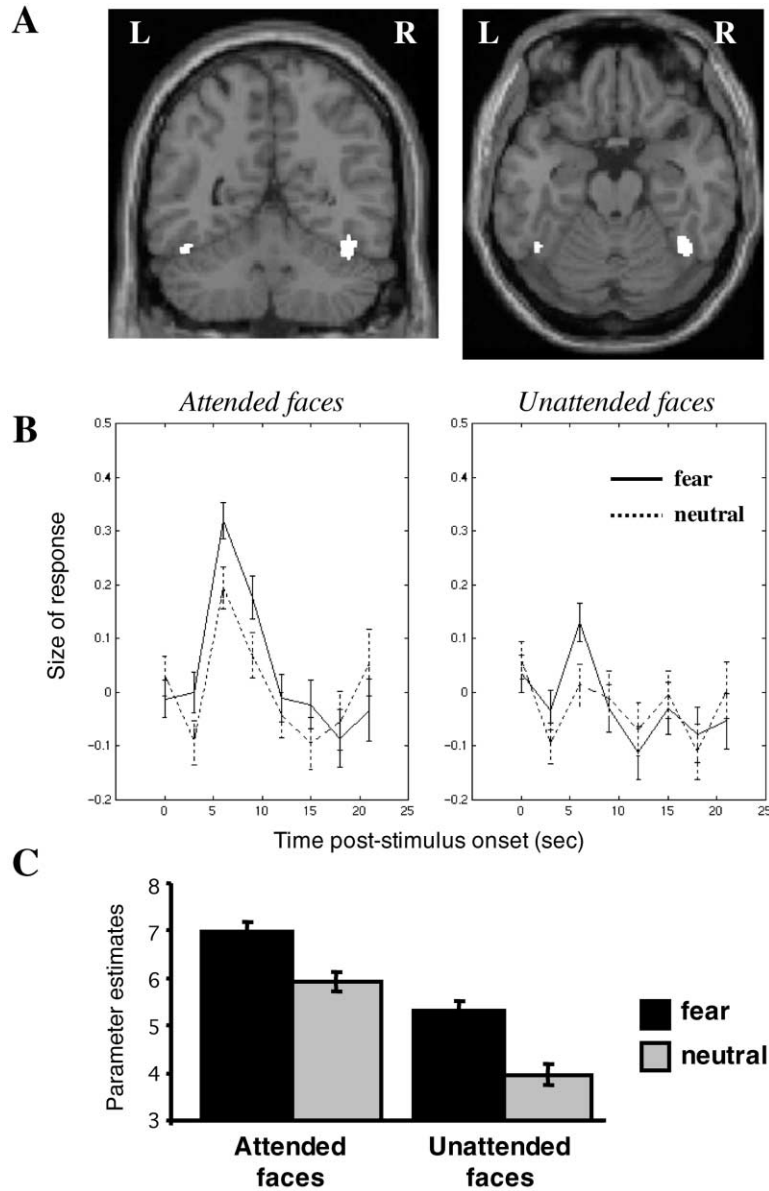 A
L R
L R
B
Attended faces
Unattended faces
Size of response
0.5
0.4
0.3
0.2
0.1
0
−0.1
−0.2
0 5 10 15 20 25
0.5
0.4
0.3
0.2
0.1
0
−0.1
−0.2
0 5 10 15 20 25
fear
neutral
Time post-stimulus onset (sec)
C
Parameter estimates
8
7
6
5
4
3
fear
neutral
Attended
faces
Unattended
faces